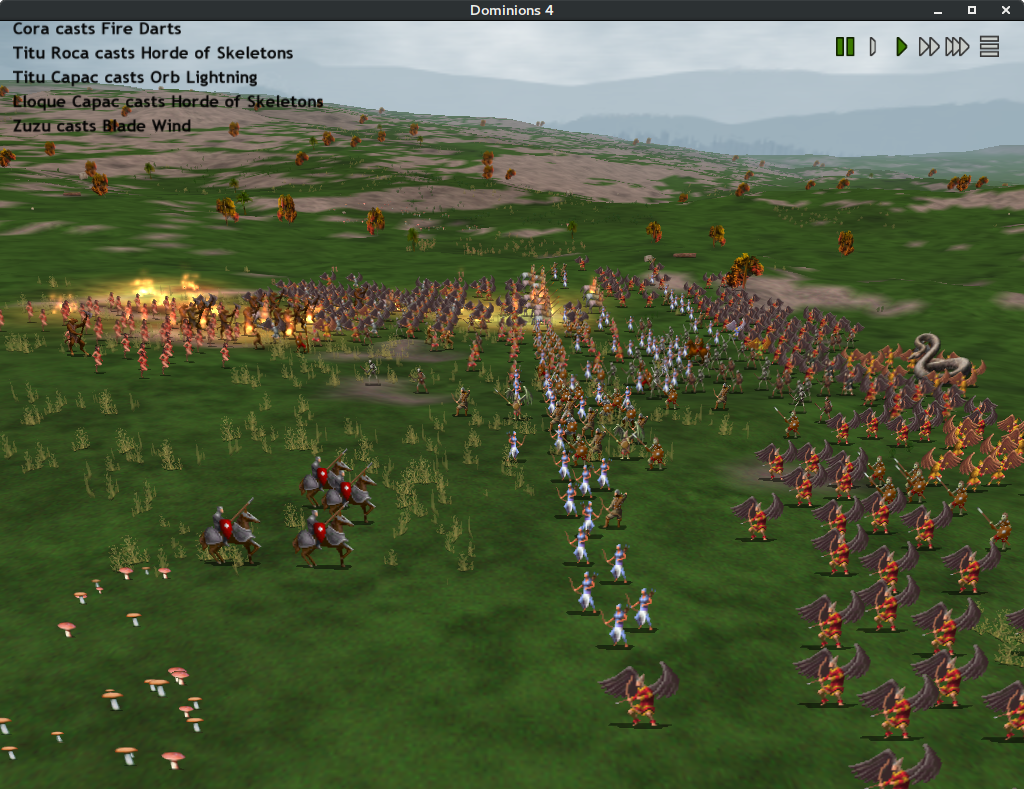 Dominions 4
Cora casts Fire Darts
Titu Roca casts Horde of Skeletons
Titu Capac casts Orb Lightning
Lloque Capac casts Horde of Skeletons
Zuzu casts Blade Wind